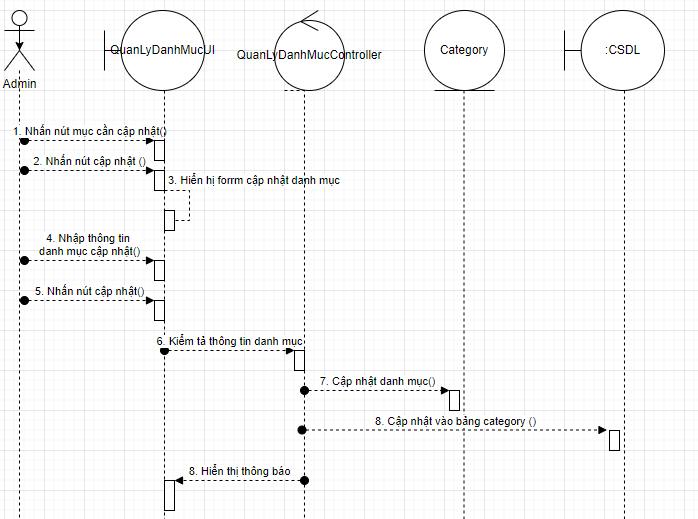 Admin
QuanLyDanhMucUI
QuanLyDanhMucController
Category
:CSDL
1. Nhấn nút mục cần cập nhật()
2. Nhấn nút cập nhật ()
3. Hiển hị forrm cập nhật danh mục
4. Nhập thông tin
danh mục cập nhật()
5. Nhấn nút cập nhật()
6. Kiểm tả thông tin danh mục
7. Cập nhật danh mục()
8. Cập nhật vào bảng category ()
8. Hiển thị thông báo